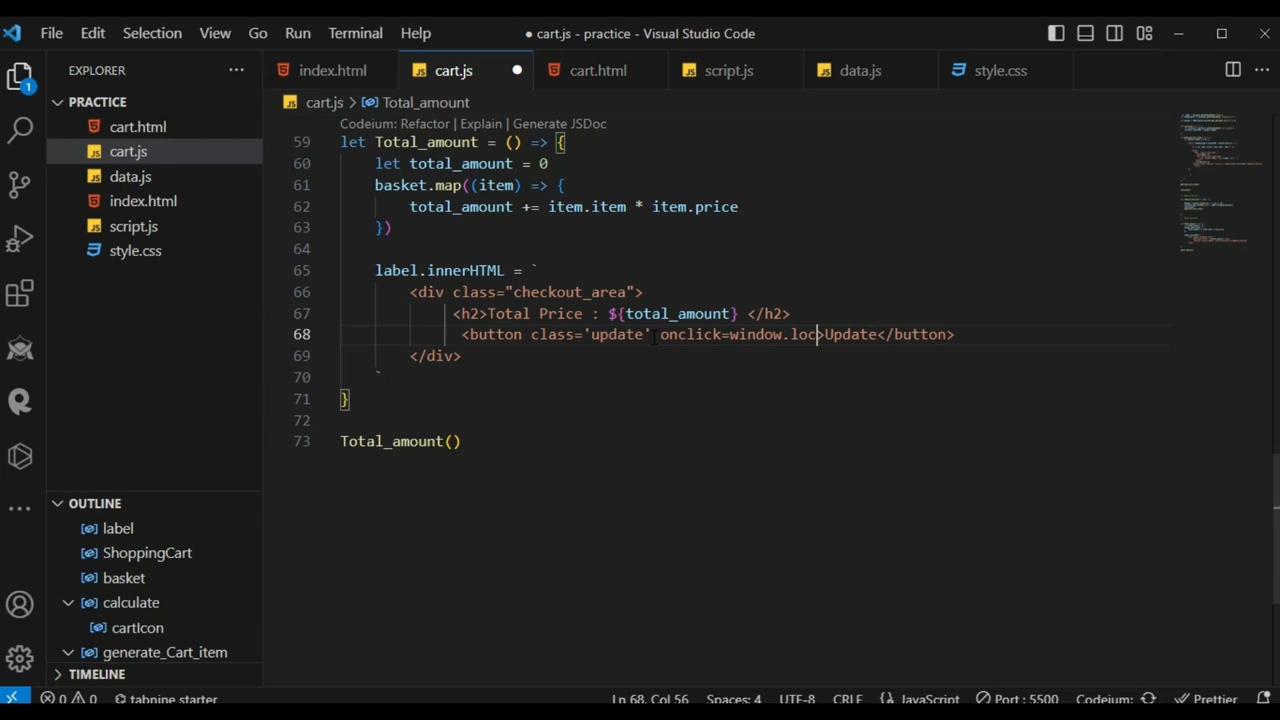 File Edit Selection View Go Run Terminal Help ● cart.js - practice - Visual Studio Code
EXPLORER
index.html cart.js cart.html script.js data.js style.css
PRACTICE
cart.html
cart.js
data.js
index.html
script.js
style.css
1
cart.js > Total_amount
Codeium: Refactor | Explain | Generate JSDoc
59 let Total_amount = () => {
60 let total_amount = 0
61 basket.map((item) => {
62 total_amount += item.item * item.price
63 })
64
65 label.innerHTML = `
66 <div class="checkout_area">
67 <h2>Total Price : ${total_amount} </h2>
68 <button class='update' onclick=window.loc>Update</button>
69 </div>
70 `
71 }
72
73 Total_amount()
OUTLINE
label
ShoppingCart
basket
calculate
cartIcon
generate_Cart_item
TIMELINE
0 0 tabnine starter Ln 68, Col 56 Spaces: 4 UTF-8 CRLF JavaScript Port : 5500 Codeium: Prettier